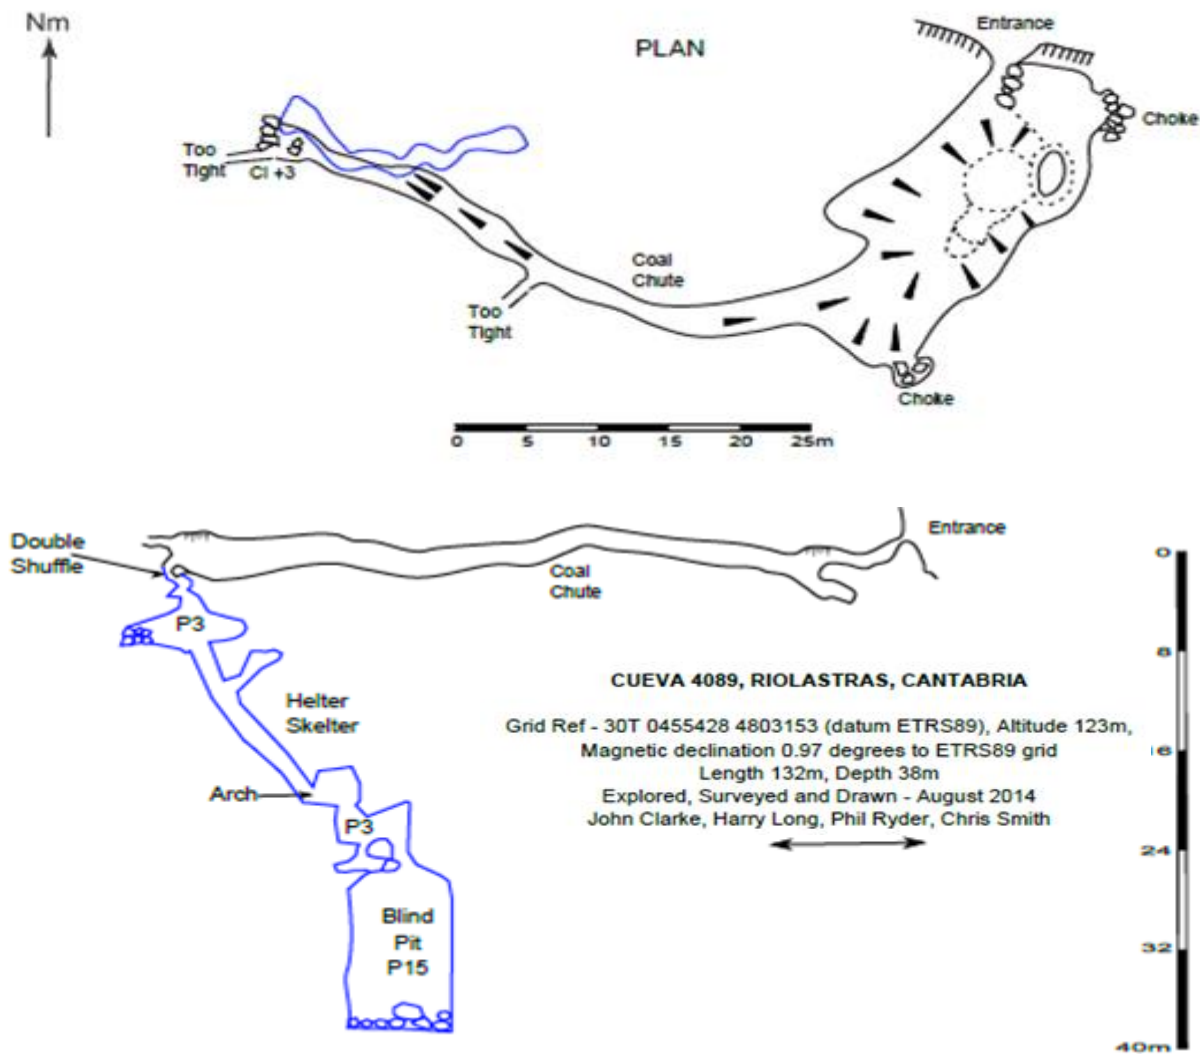 Nm
PLAN
Entrance
Choke
Too
Tight
Cl +3
Coal
Chute
Too
Tight
Choke
0 5 10 15 20 25m
Double
Shuffle
Entrance
0
Coal
Chute
P3
8
Helter
Skelter
CUEVA 4089, RIOLASTRAS, CANTABRIA
Grid Ref - 30T 0455428 4803153 (datum ETRS89), Altitude 123m,
Magnetic declination 0.97 degrees to ETRS89 grid
16
Length 132m, Depth 38m
Arch
Explored, Surveyed and Drawn - August 2014
P3
John Clarke, Harry Long, Phil Ryder, Chris Smith
24
Blind
Pit
P15
32
40m